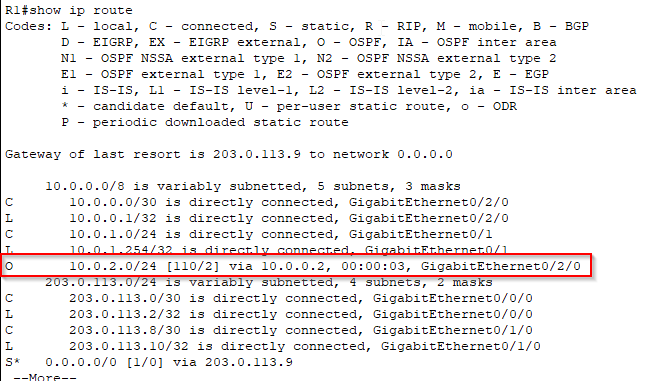 R1#show ip route
Codes: L - local, C - connected, S - static, R - RIP, M - mobile, B - BGP
D - EIGRP, EX - EIGRP external, O - OSPF, IA - OSPF inter area
N1 - OSPF NSSA external type 1, N2 - OSPF NSSA external type 2
E1 - OSPF external type 1, E2 - OSPF external type 2, E - EGP
i - IS-IS, L1 - IS-IS level-1, L2 - IS-IS level-2, ia - IS-IS inter area
* - candidate default, U - per-user static route, o - ODR
P - periodic downloaded static route
Gateway of last resort is 203.0.113.9 to network 0.0.0.0
10.0.0.0/8 is variably subnetted, 5 subnets, 3 masks
C 10.0.0.0/30 is directly connected, GigabitEthernet0/2/0
L 10.0.0.1/32 is directly connected, GigabitEthernet0/2/0
C 10.0.1.0/24 is directly connected, GigabitEthernet0/1
L 10.0.1.254/32 is directly connected, GigabitEthernet0/1
O 10.0.2.0/24 [110/2] via 10.0.0.2, 00:00:03, GigabitEthernet0/2/0
203.0.113.0/24 is variably subnetted, 4 subnets, 2 masks
C 203.0.113.0/30 is directly connected, GigabitEthernet0/0/0
L 203.0.113.2/32 is directly connected, GigabitEthernet0/0/0
C 203.0.113.8/30 is directly connected, GigabitEthernet0/1/0
L 203.0.113.10/32 is directly connected, GigabitEthernet0/1/0
S* 0.0.0.0/0 [1/0] via 203.0.113.9
--More--